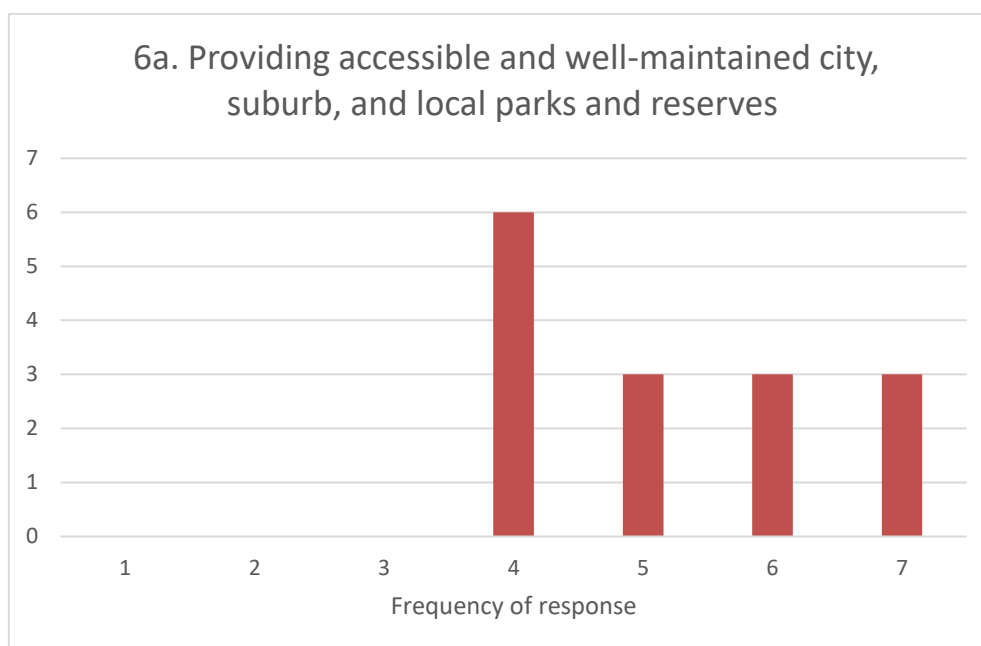 6a. Providing accessible and well-maintained city,
suburb, and local parks and reserves
7
6
5
4
3
2
1
0
1 2 3 4 5 6 7
Frequency of response